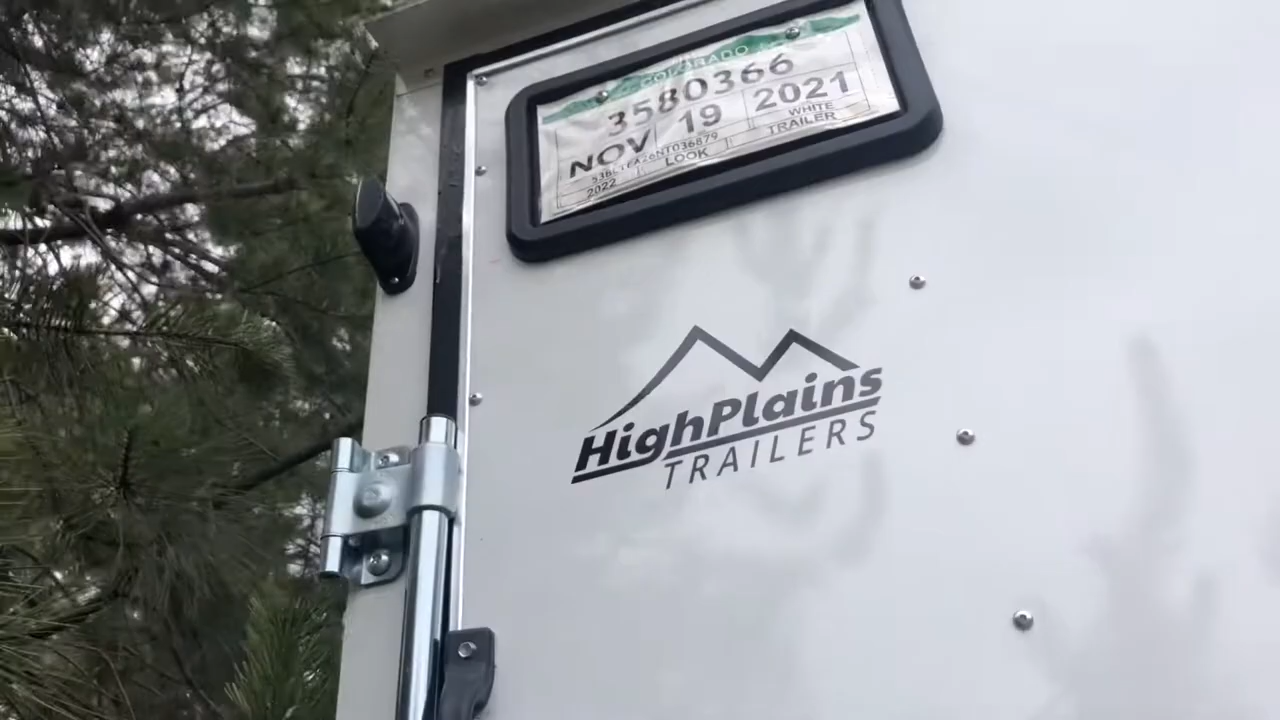 COLORADO
3580366
NOV 19 2021
WHITE
TRAILER
LOOK
2022
HighPlains
TRAILERS